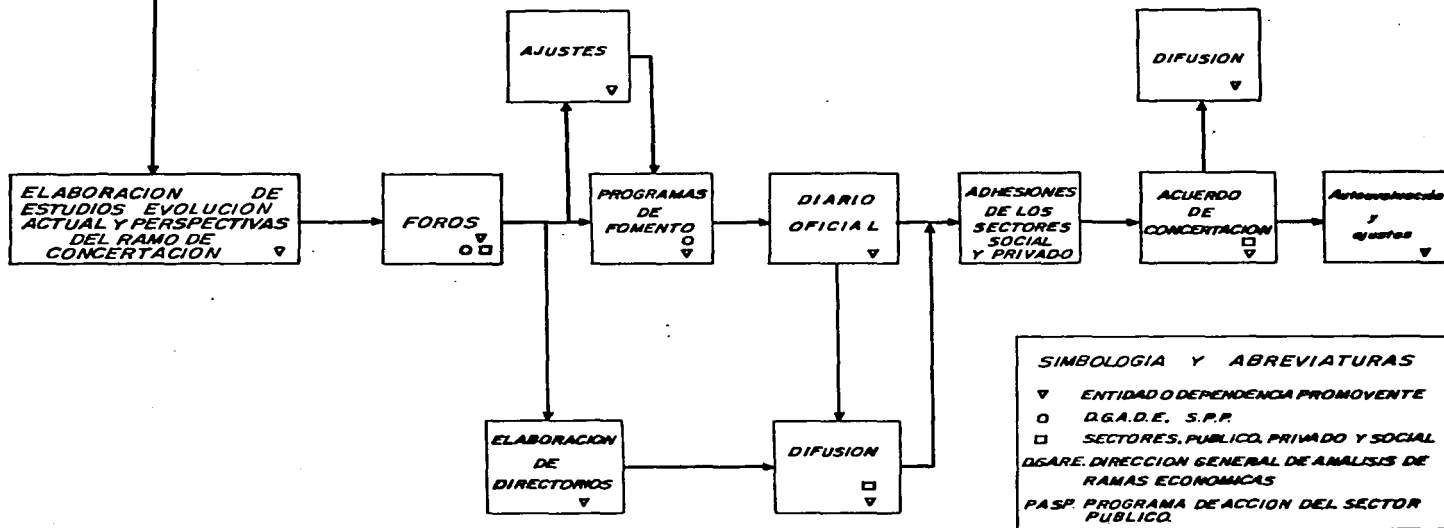 AJUSTES
DIFUSION
ELABORACION DE
ESTUDIOS EVOLUCION
ACTUAL Y PERSPECTIVAS
DEL RAMO DE
CONCERTACION
FOROS
PROGRAMAS
DE
FOMENTO
DIARIO
OFICIAL
ADHESIONES
DE LOS
SECTORES
SOCIAL
Y PRIVADO
ACUERDO
DE
CONCERTACION
Autoevaluación
y
ajustes
ELABORACION
DE
DIRECTORIOS
DIFUSION
SIMBOLOGIA Y ABREVIATURAS
ENTIDAD O DEPENDENCIA PROMOVENTE
D.G.A.D.E. S.P.P.
SECTORES, PUBLICO, PRIVADO Y SOCIAL
DGARE. DIRECCION GENERAL DE ANALISIS DE
RAMAS ECONOMICAS
PASP. PROGRAMA DE ACCION DEL SECTOR
PUBLICO.